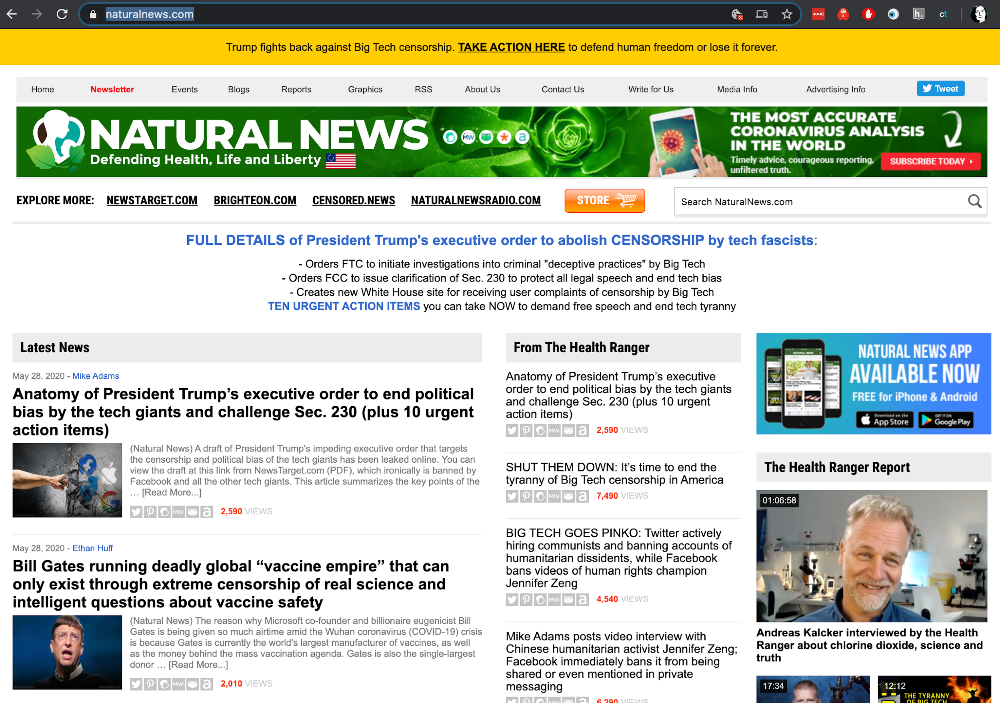 naturalnews.com
Trump fights back against Big Tech censorship. TAKE ACTION HERE to defend human freedom or lose it forever.
Home Newsletter Events Blogs Reports Graphics RSS About Us Contact Us Write for Us Media Info Advertising Info Tweet
NATURAL NEWS
Defending Health, Life and Liberty
MW a
THE MOST ACCURATE
CORONAVIRUS ANALYSIS
IN THE WORLD
Timely advice, courageous reporting,
unfiltered truth.
SUBSCRIBE TODAY
EXPLORE MORE: NEWSTARGET.COM BRIGHTEON.COM CENSORED.NEWS NATURALNEWSRADIO.COM STORE Search NaturalNews.com
FULL DETAILS of President Trump's executive order to abolish CENSORSHIP by tech fascists:
- Orders FTC to initiate investigations into criminal "deceptive practices" by Big Tech
- Orders FCC to issue clarification of Sec. 230 to protect all legal speech and end tech bias
- Creates new White House site for receiving user complaints of censorship by Big Tech
TEN URGENT ACTION ITEMS you can take NOW to demand free speech and end tech tyranny
Latest News
May 28, 2020 - Mike Adams
Anatomy of President Trump’s executive order to end political
bias by the tech giants and challenge Sec. 230 (plus 10 urgent
action items)
(Natural News) A draft of President Trump's impeding executive order that targets
the censorship and political bias of the tech giants has been leaked online. You can
view the draft at this link from NewsTarget.com (PDF), which ironically is banned by
Facebook and all the other tech giants. This article summarizes the key points of the
… [Read More...]
MW a 2,590 VIEWS
May 28, 2020 - Ethan Huff
Bill Gates running deadly global “vaccine empire” that can
only exist through extreme censorship of real science and
intelligent questions about vaccine safety
(Natural News) The reason why Microsoft co-founder and billionaire eugenicist Bill
Gates is being given so much airtime amid the Wuhan coronavirus (COVID-19) crisis
is because Gates is currently the world's largest manufacturer of vaccines, as well
as the money behind the mass vaccination agenda. Gates is also the single-largest
donor … [Read More...]
MW a 2,010 VIEWS
From The Health Ranger
Anatomy of President Trump’s executive
order to end political bias by the tech giants
and challenge Sec. 230 (plus 10 urgent
action items)
MW a 2,590 VIEWS
SHUT THEM DOWN: It’s time to end the
tyranny of Big Tech censorship in America
MW a 7,490 VIEWS
BIG TECH GOES PINKO: Twitter actively
hiring communists and banning accounts of
humanitarian dissidents, while Facebook
bans videos of human rights champion
Jennifer Zeng
MW a 4,540 VIEWS
Mike Adams posts video interview with
Chinese humanitarian activist Jennifer Zeng;
Facebook immediately bans it from being
shared or even mentioned in private
messaging
6,290 VIEWS
NATURAL NEWS APP
AVAILABLE NOW
FREE for iPhone & Android
Download on the
App Store
GET IT ON
Google Play
The Health Ranger Report
01:06:58
Andreas Kalcker interviewed by the Health
Ranger about chlorine dioxide, science and
truth
17:34
12:12
THE TYRANNY
OF BIG TECH